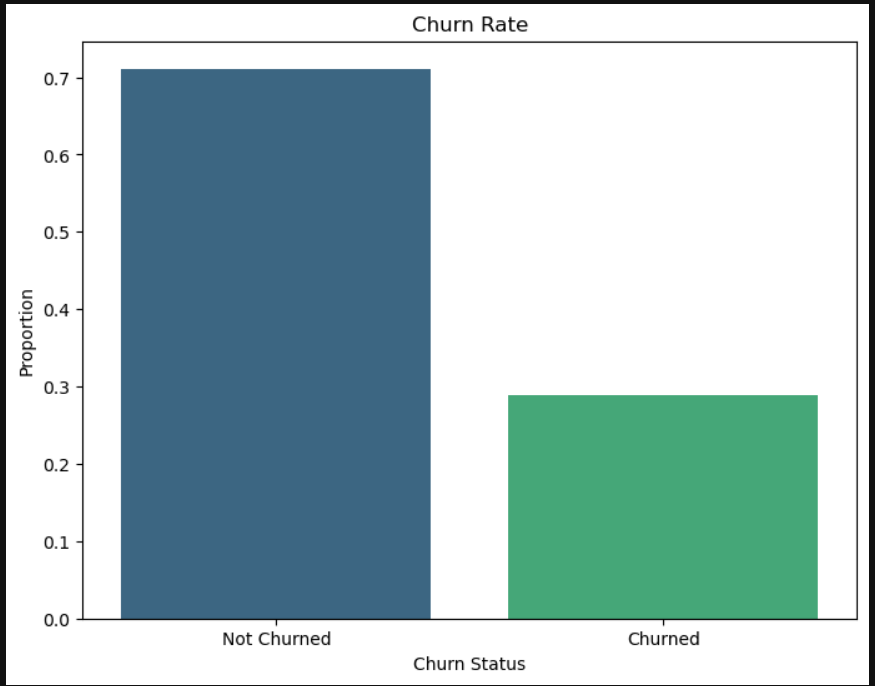 Churn Rate
0.7
0.6
0.5
0.4
0.3
0.2
0.1
0.0
Proportion
Not Churned
Churned
Churn Status